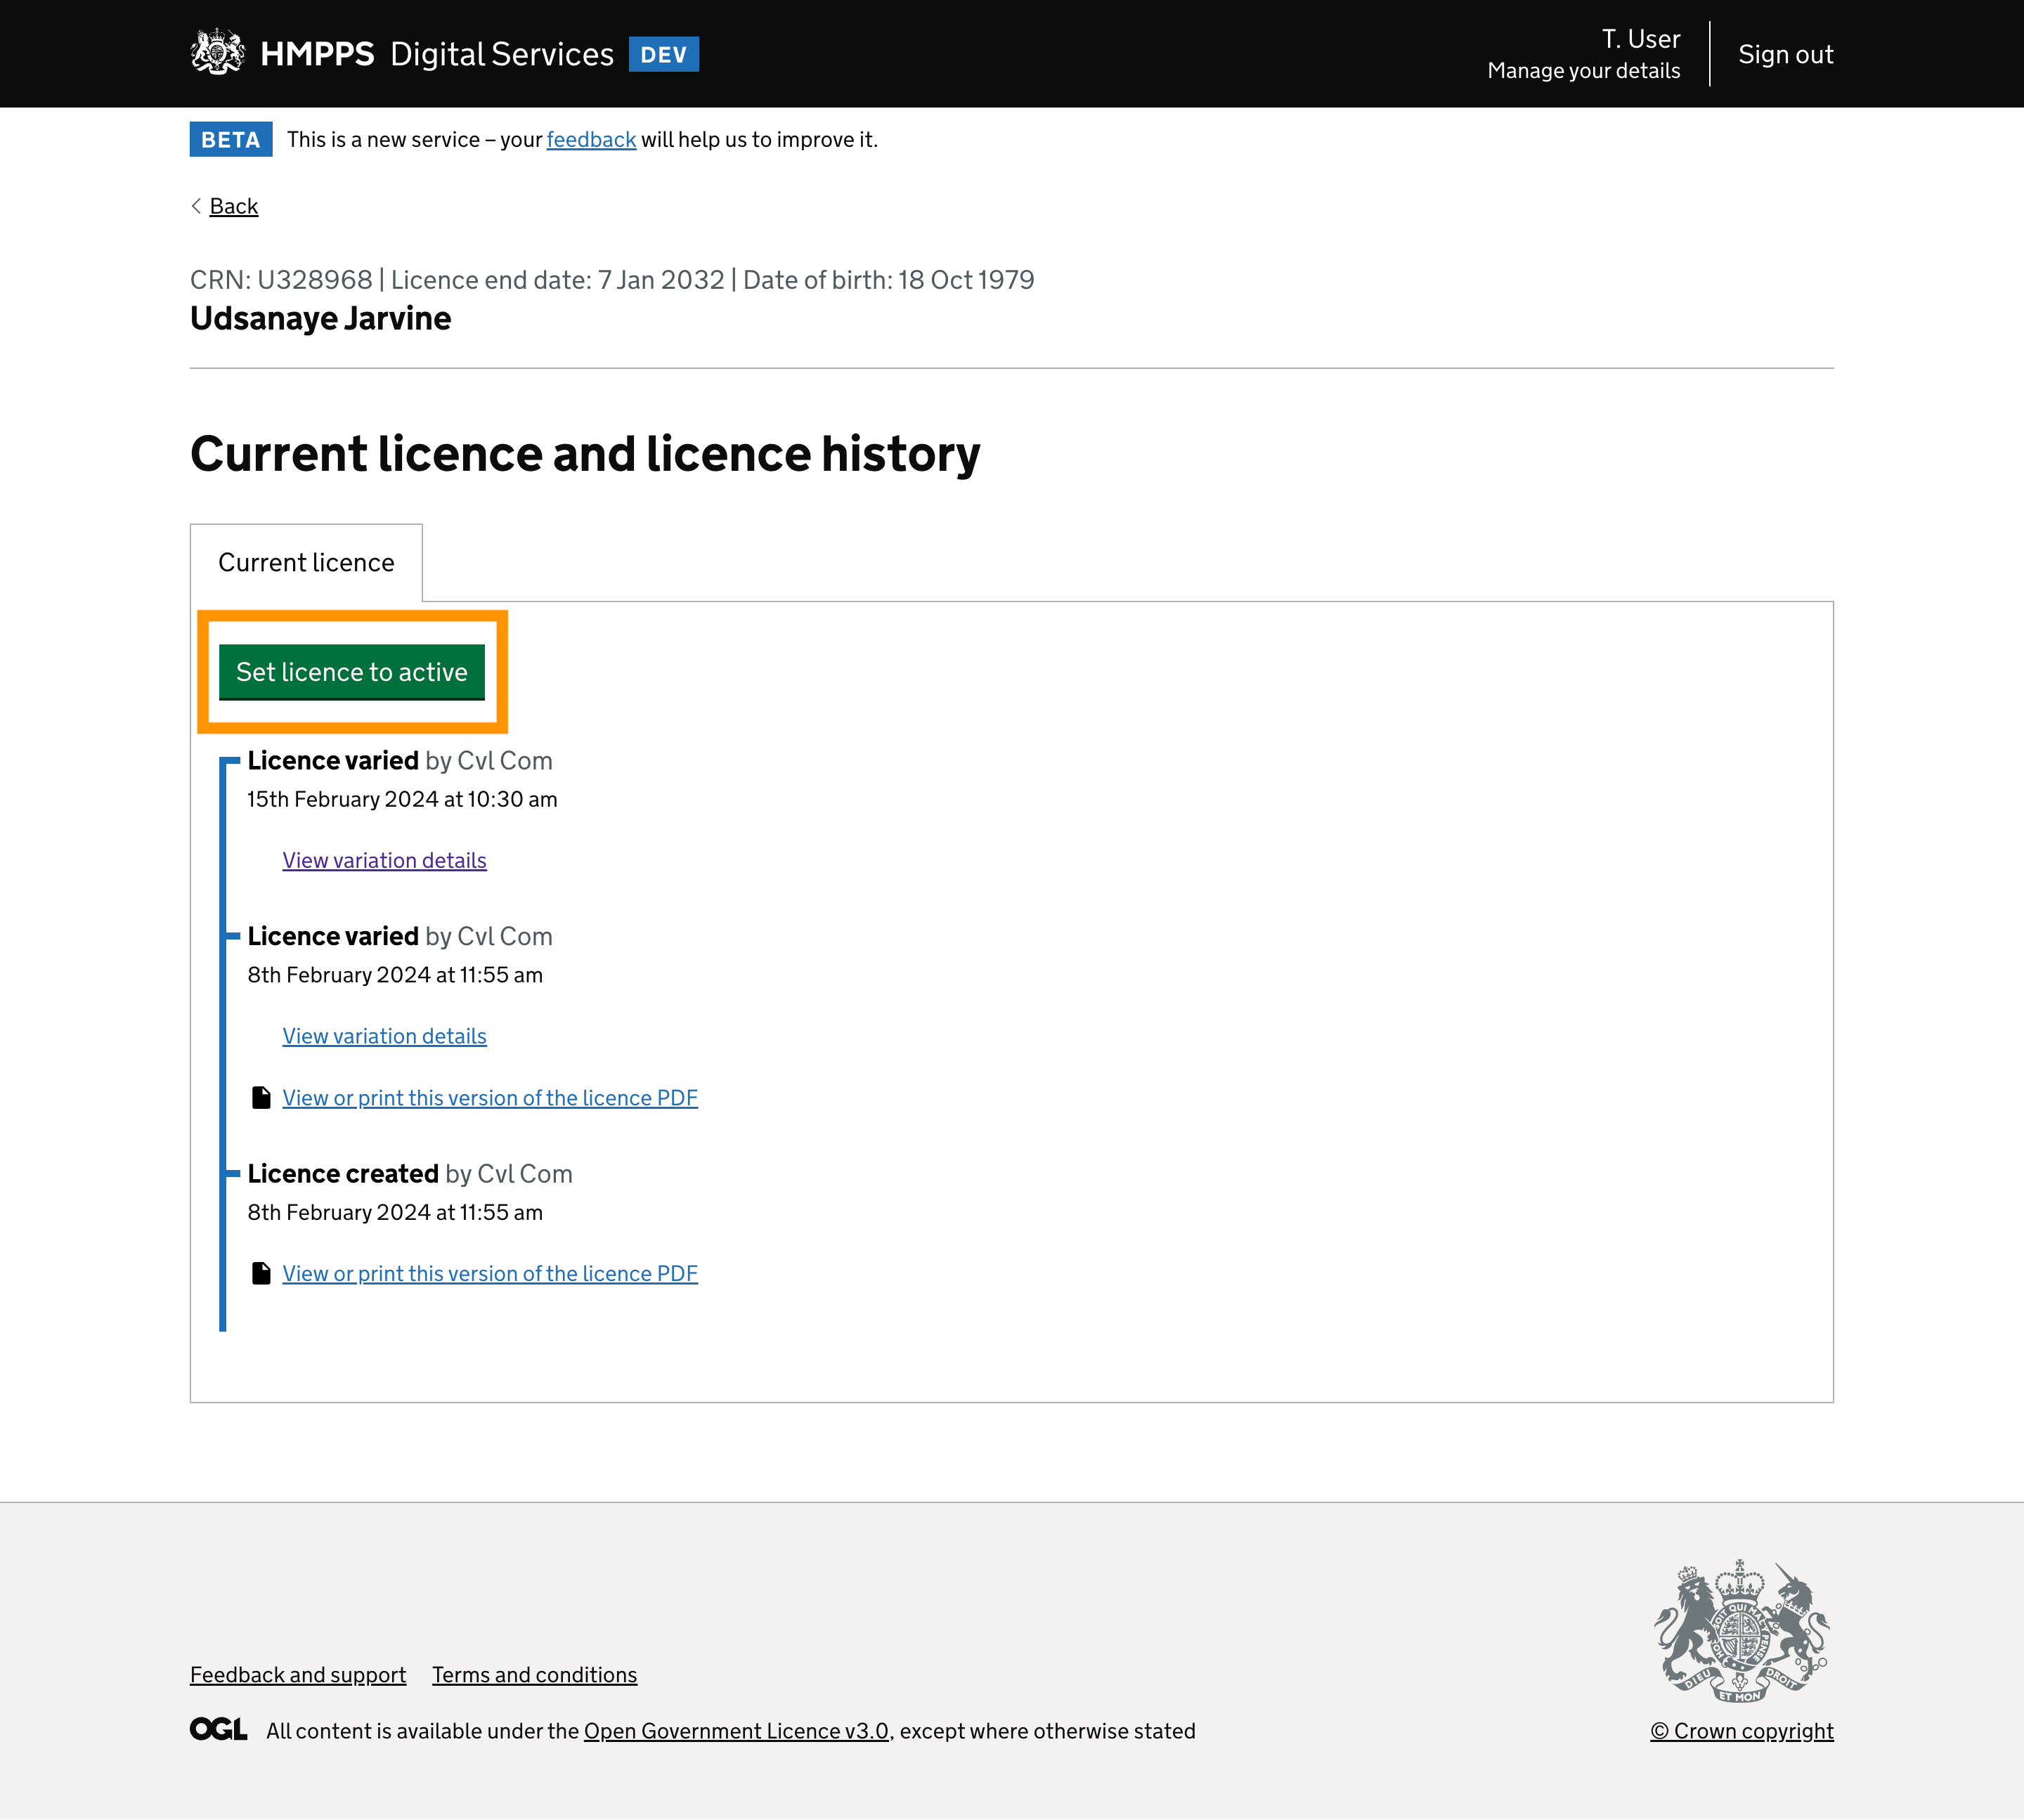 HMPPS Digital Services DEV
T. User
Manage your details
Sign out
BETA This is a new service – your feedback will help us to improve it.
Back
CRN: U328968 | Licence end date: 7 Jan 2032 | Date of birth: 18 Oct 1979
Udsanaye Jarvine
Current licence and licence history
Current licence
Set licence to active
Licence varied by Cvl Com
15th February 2024 at 10:30 am
View variation details
Licence varied by Cvl Com
8th February 2024 at 11:55 am
View variation details
View or print this version of the licence PDF
Licence created by Cvl Com
8th February 2024 at 11:55 am
View or print this version of the licence PDF
DIEU ET MON DROIT
Feedback and support Terms and conditions
OGL All content is available under the Open Government Licence v3.0, except where otherwise stated
© Crown copyright